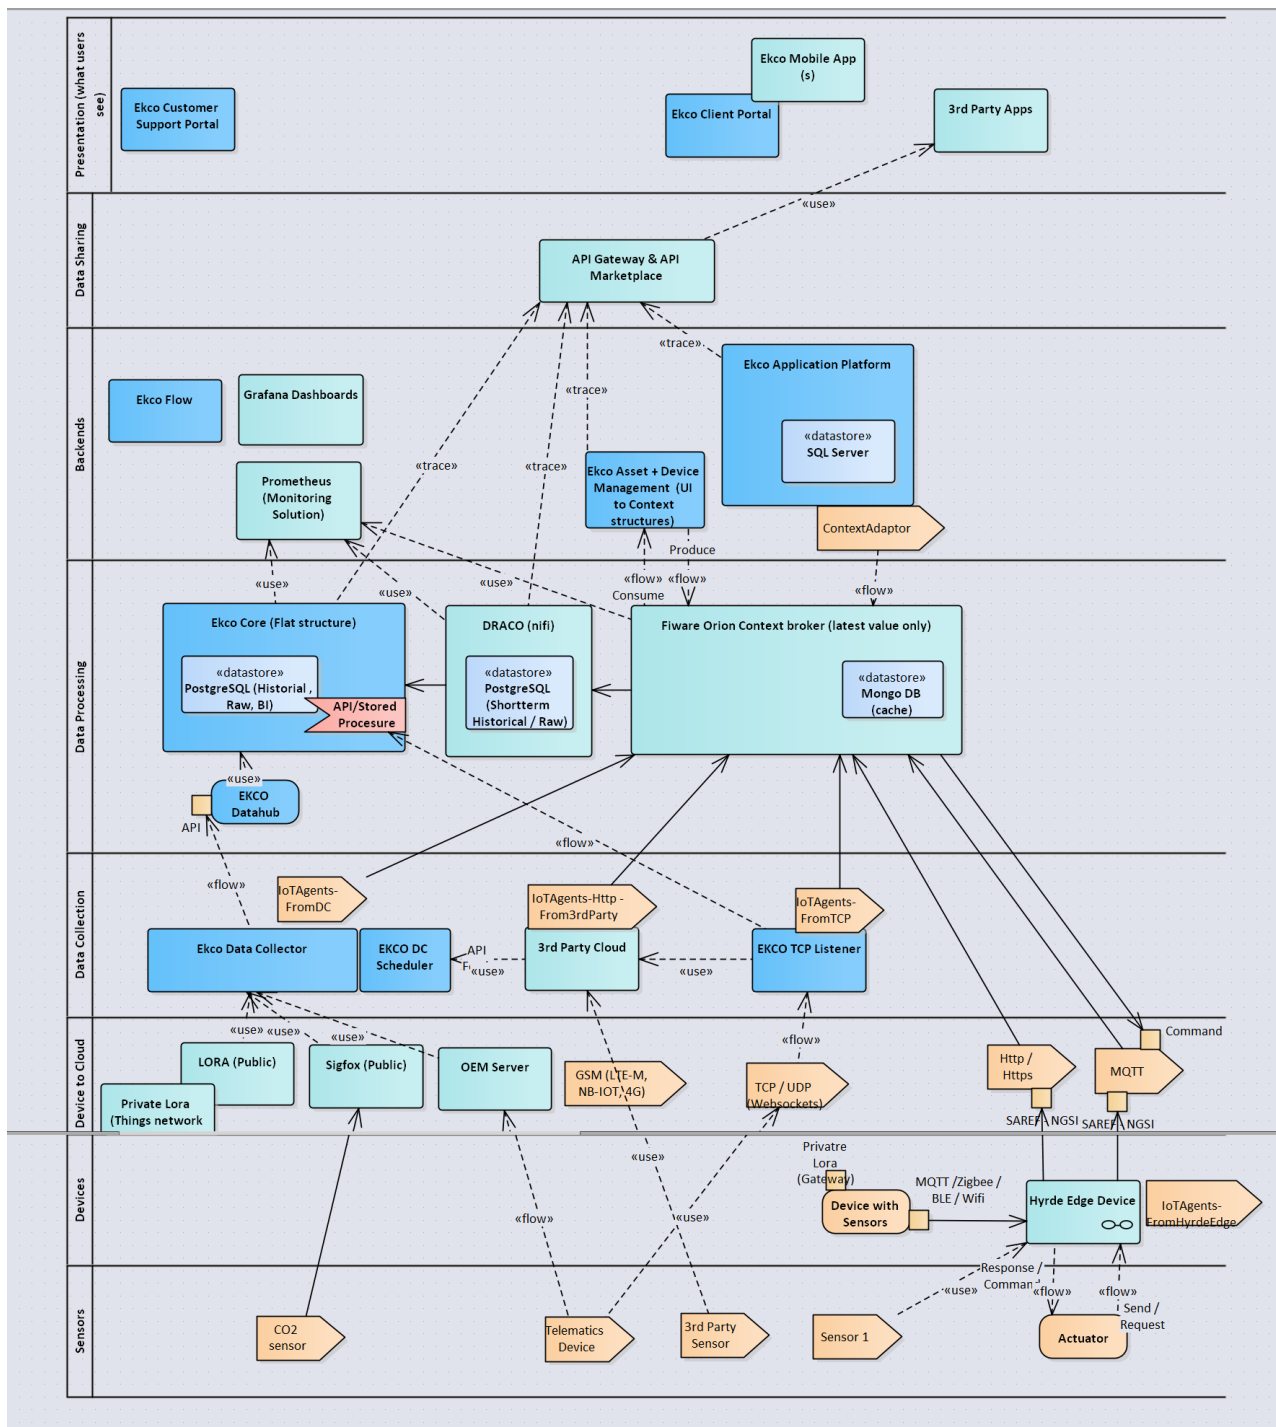 Presentation (what users
see)
Ekco Customer
Support Portal
Ekco Mobile App
(s)
Ekco Client Portal
3rd Party Apps
«use»
Data Sharing
API Gateway & API
Marketplace
Backends
«trace»
Ekco Application Platform
«datastore»
SQL Server
Ekco Flow
Grafana Dashboards
«trace»
Prometheus
(Monitoring
Solution)
«trace»
«trace»
Ekco Asset + Device
Management (UI
to Context
structures)
ContextAdaptor
Produce
«flow»
«flow»
Consume
«use»
«use»
«use»
«flow»
Data Processing
Ekco Core (Flat structure)
«datastore»
PostgreSQL (Historial ,
Raw, BI)
API/Stored
Procesure
DRACO (nifi)
«datastore»
PostgreSQL
(Shortterm
Historical / Raw)
Fiware Orion Context broker (latest value only)
«datastore»
Mongo DB
(cache)
«use»
EKCO
Datahub
API
«flow»
Data Collection
«flow»
IoTAgents-
FromDC
IoTAgents-Http -
From3rdParty
IoTAgents-
FromTCP
Ekco Data Collector
EKCO DC
Scheduler
API
«use»
3rd Party Cloud
«use»
EKCO TCP Listener
Device to Cloud
«use»
«use»
«use»
«flow»
LORA (Public)
Sigfox (Public)
OEM Server
Private Lora
(Things network
GSM (LTE-M,
NB-IOT, 4G)
TCP / UDP
(Websockets)
Http /
Https
Command
MQTT
SAREF - NGSI
SAREF - NGSI
«use»
Devices
Privatre
Lora
(Gateway)
Device with
Sensors
MQTT /Zigbee /
BLE / Wifi
Hyrde Edge Device
IoTAgents-
FromHyrdeEdge
«flow»
«use»
Sensors
Response /
Command
«use»
«flow»
«flow»
Send /
Request
CO2
sensor
Telematics
Device
3rd Party
Sensor
Sensor 1
Actuator